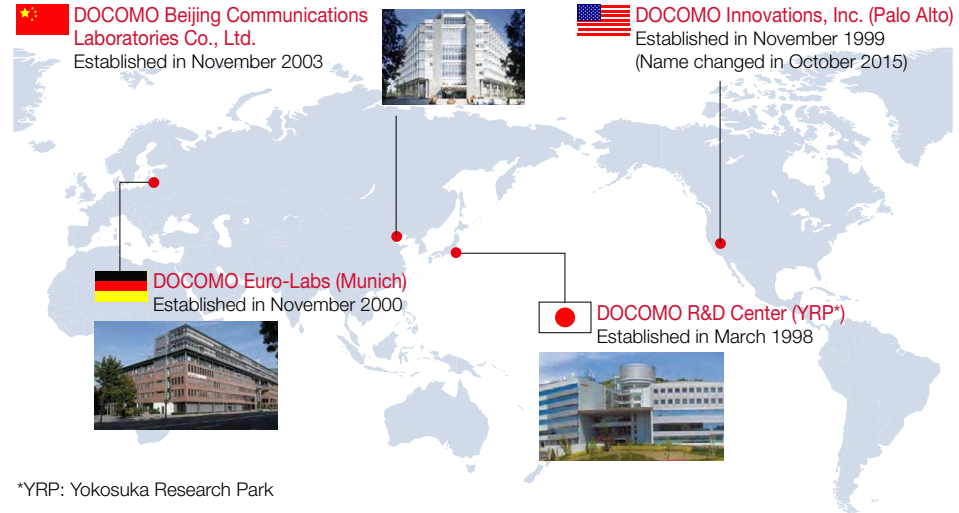 DOCOMO Beijing Communications
Laboratories Co., Ltd.
Established in November 2003
DOCOMO Innovations, Inc. (Palo Alto)
Established in November 1999
(Name changed in October 2015)
DOCOMO Euro-Labs (Munich)
Established in November 2000
DOCOMO R&D Center (YRP*)
Established in March 1998
*YRP: Yokosuka Research Park